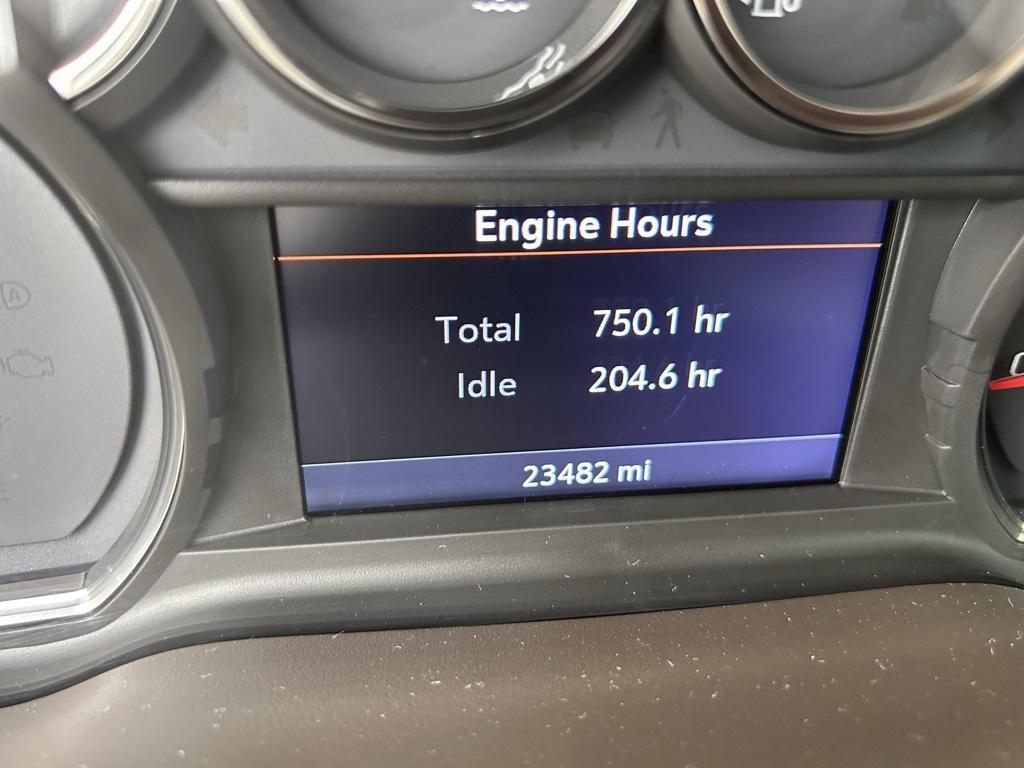 Engine Hours
Total 750.1 hr
Idle 204.6 hr
23482 mi